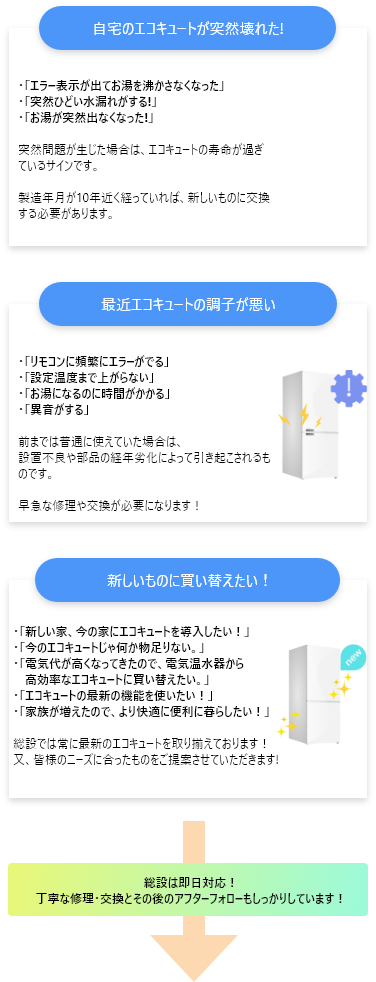 自宅のエコキュートが突然壊れた!
・「エラー表示が出てお湯を沸かさなくなった」
・「突然ひどい水漏れがする!」
・「お湯が突然出なくなった!」
突然問題が生じた場合は、エコキュートの寿命が過ぎ
ているサインです。
製造年月が10年近く経っていれば、新しいものに交換
する必要があります。
最近エコキュートの調子が悪い
・「リモコンに頻繁にエラーがでる」
・「設定温度まで上がらない」
・「お湯になるのに時間がかかる」
・「異音がする」
前までは普通に使えていた場合は、
設置不良や部品の経年劣化によって引き起こされるも
のです。
早急な修理や交換が必要になります！
新しいものに買い替えたい！
・「新しい家、今の家にエコキュートを導入したい！」
・「今のエコキュートじゃ何か物足りない。」
・「電気代が高くなってきたので、電気温水器から
高効率なエコキュートに買い替えたい。」
・「エコキュートの最新の機能を使いたい！」
・「家族が増えたので、より快適に便利に暮らしたい！」
new
総設では常に最新のエコキュートを取り揃えております！
又、皆様のニーズに合ったものをご提案させていただきます!
総設は即日対応！
丁寧な修理・交換とその後のアフターフォローもしっかりしています！